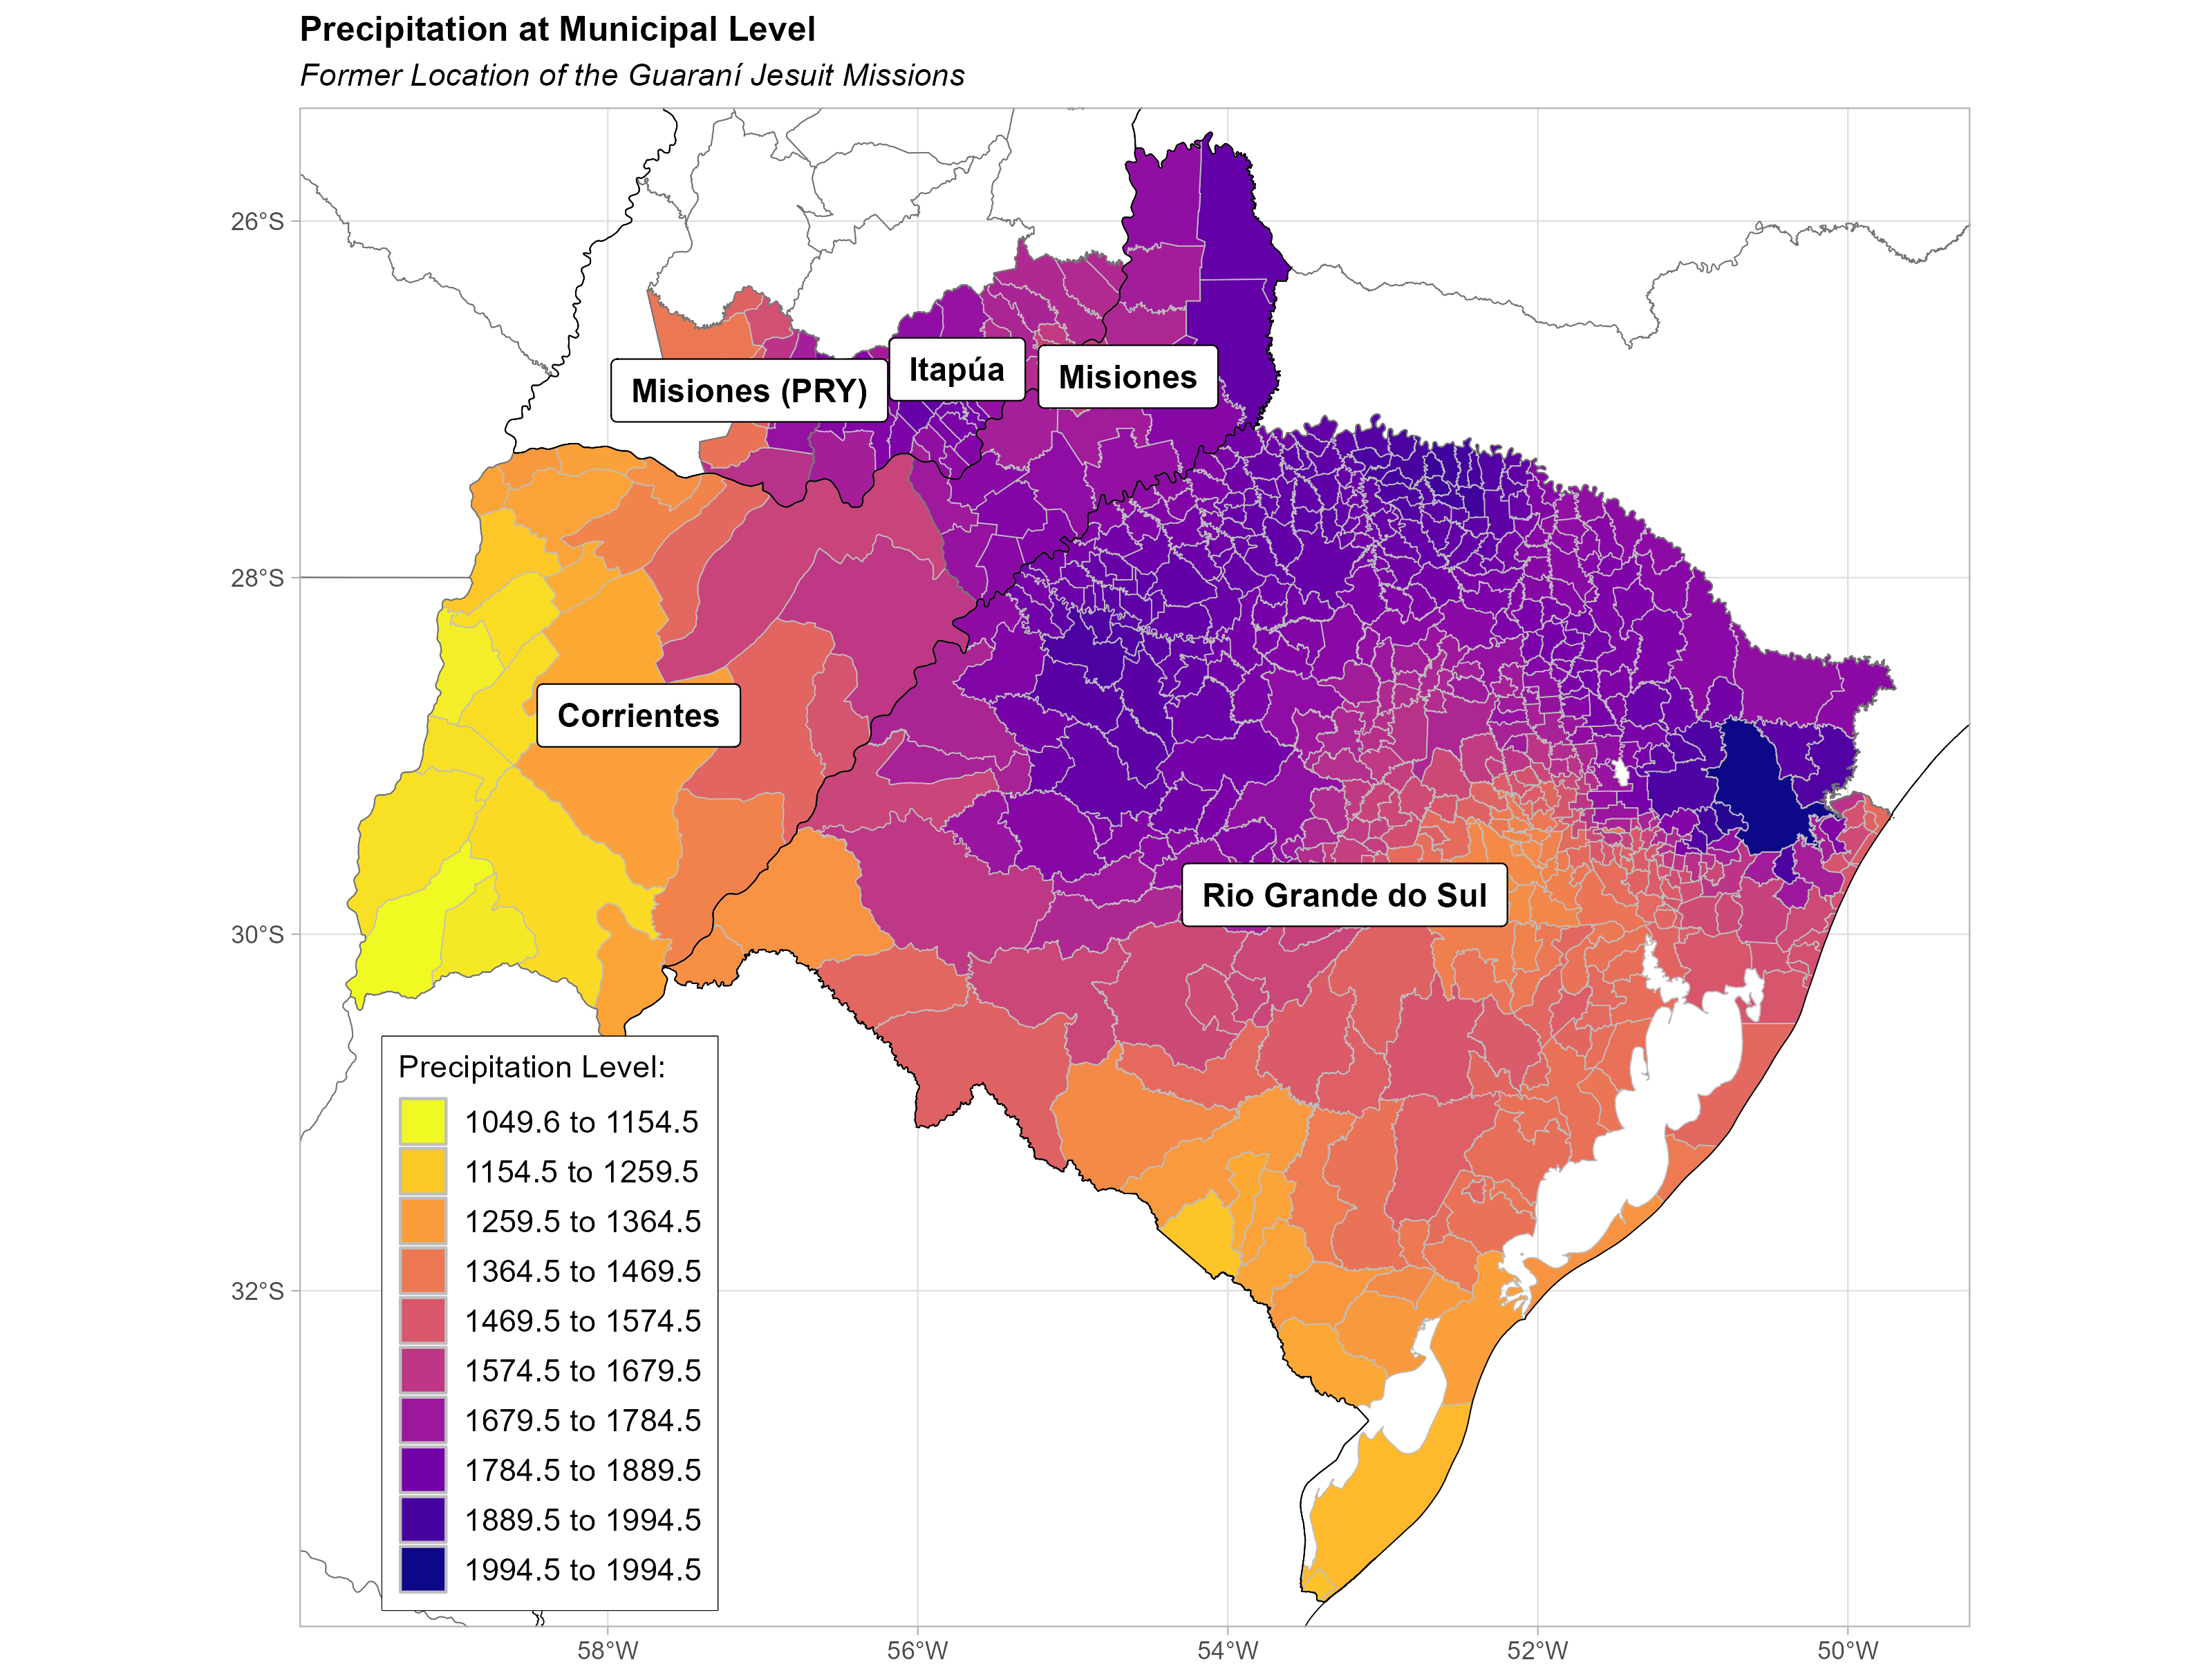 Precipitation at Municipal Level
Former Location of the Guaraní Jesuit Missions
26°S
28°S
30°S
32°S
Misiones (PRY)
Itapúa
Misiones
Corrientes
Rio Grande do Sul
Precipitation Level:
1049.6 to 1154.5
1154.5 to 1259.5
1259.5 to 1364.5
1364.5 to 1469.5
1469.5 to 1574.5
1574.5 to 1679.5
1679.5 to 1784.5
1784.5 to 1889.5
1889.5 to 1994.5
1994.5 to 1994.5
58°W 56°W 54°W 52°W 50°W